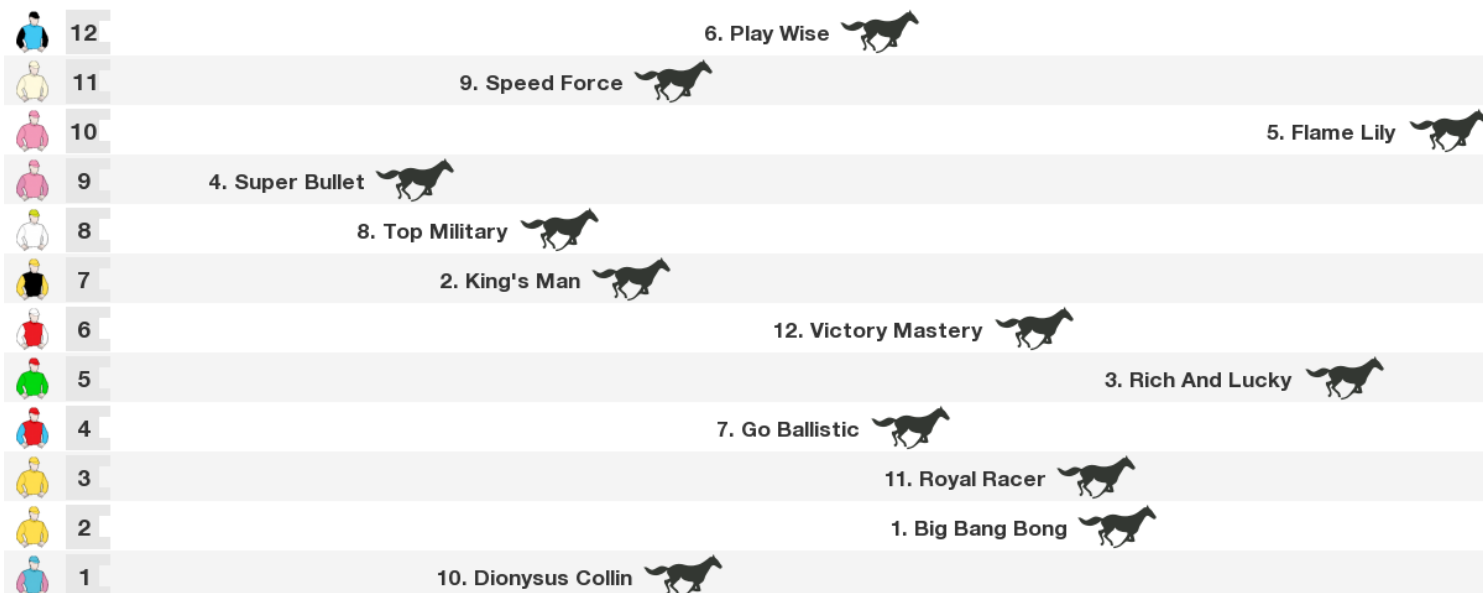 12 6. Play Wise
11 9. Speed Force
10 5. Flame Lily
9 4. Super Bullet
8 8. Top Military
7 2. King's Man
6 12. Victory Mastery
5 3. Rich And Lucky
4 7. Go Ballistic
3 11. Royal Racer
2 1. Big Bang Bong
1 10. Dionysus Collin